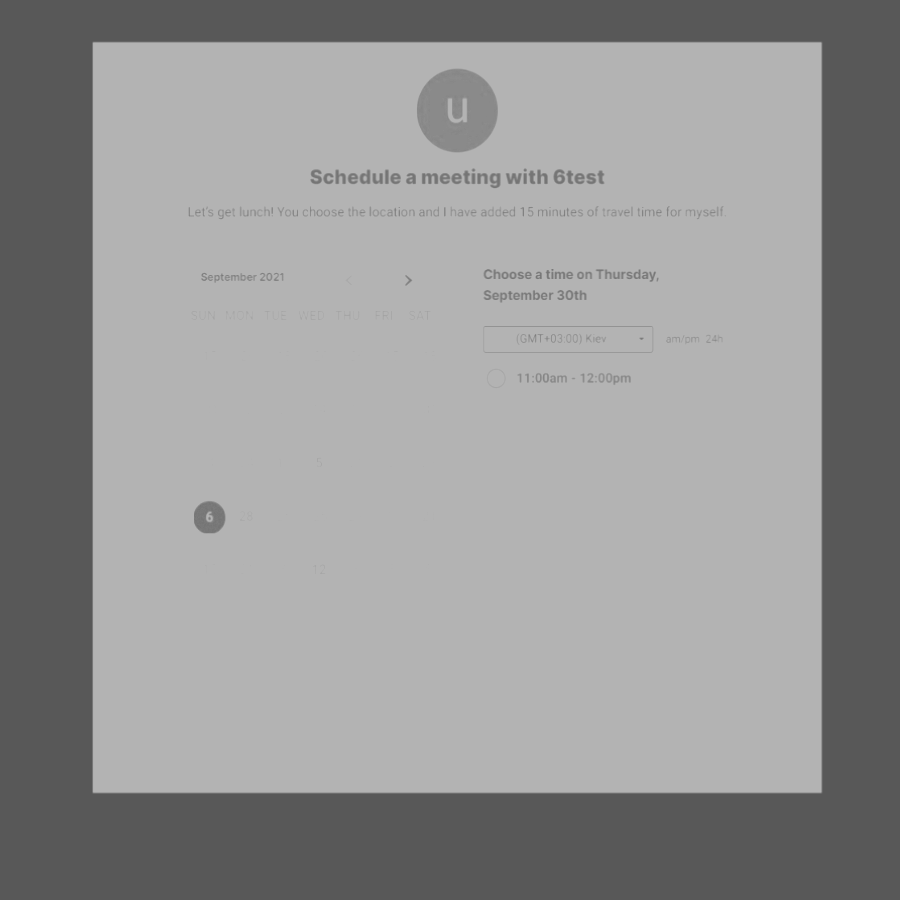 u
Schedule a meeting with 6test
Let's get lunch! You choose the location and I have added 15 minutes of travel time for myself.
September 2021
SUN MON TUE WED THU FRI SAT
6
12
Choose a time on Thursday,
September 30th
(GMT+03:00) Kiev
am/pm 24h
11:00am - 12:00pm